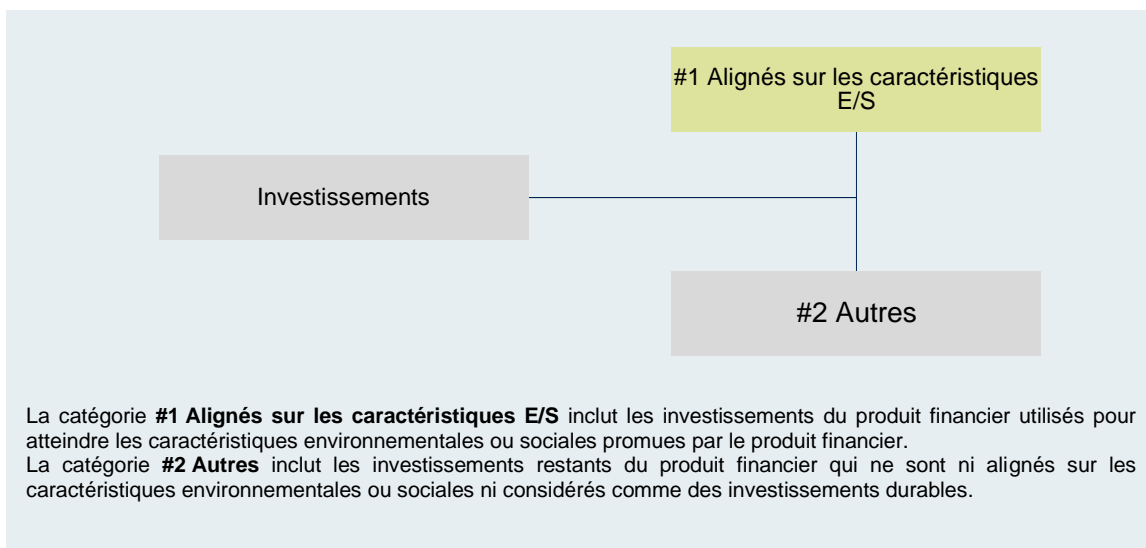 #1 Alignés sur les caractéristiques
E/S
Investissements
#2 Autres
La catégorie #1 Alignés sur les caractéristiques E/S inclut les investissements du produit financier utilisés pour
atteindre les caractéristiques environnementales ou sociales promues par le produit financier.
La catégorie #2 Autres inclut les investissements restants du produit financier qui ne sont ni alignés sur les
caractéristiques environnementales ou sociales ni considérés comme des investissements durables.